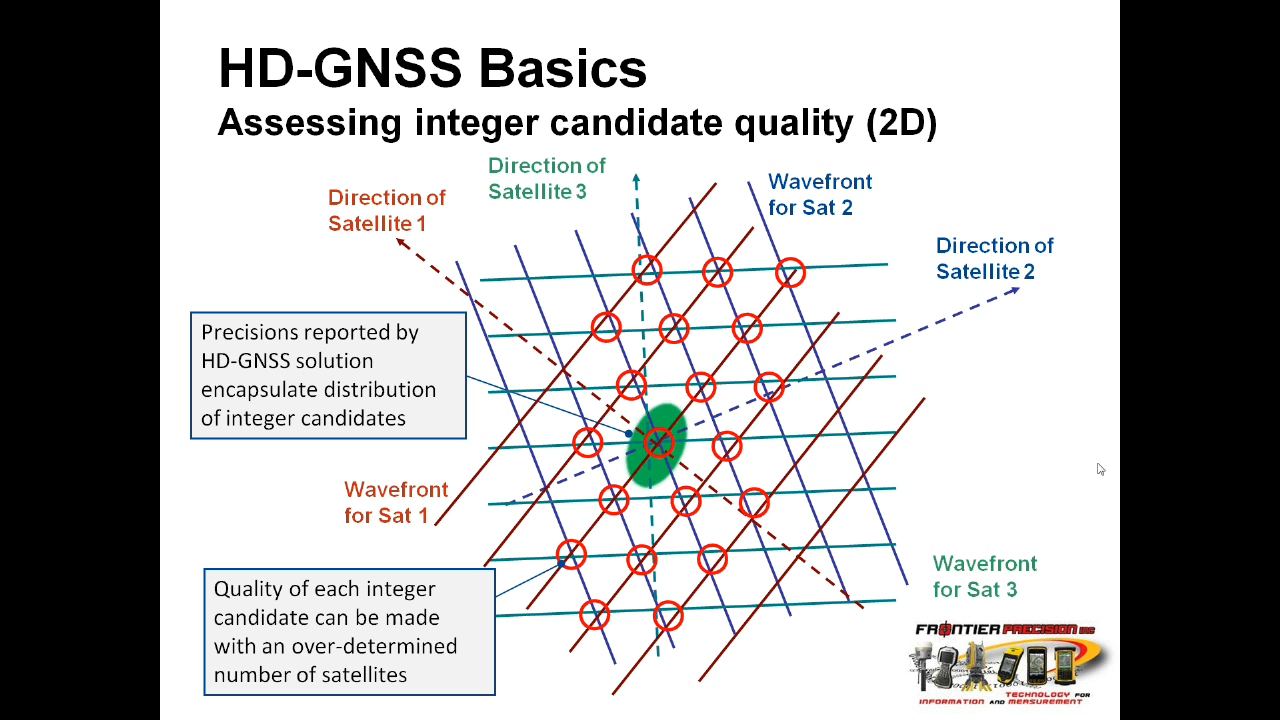 HD-GNSS Basics
Assessing integer candidate quality (2D)
Direction of
Satellite 3
Direction of
Satellite 1
Wavefront
for Sat 2
Direction of
Satellite 2
Precisions reported by
HD-GNSS solution
encapsulate distribution
of integer candidates
Wavefront
for Sat 1
Wavefront
for Sat 3
Quality of each integer
candidate can be made
with an over-determined
number of satellites
FRONTIER PRECISION INC
TECHNOLOGY FOR
INFORMATION AND MEASUREMENT